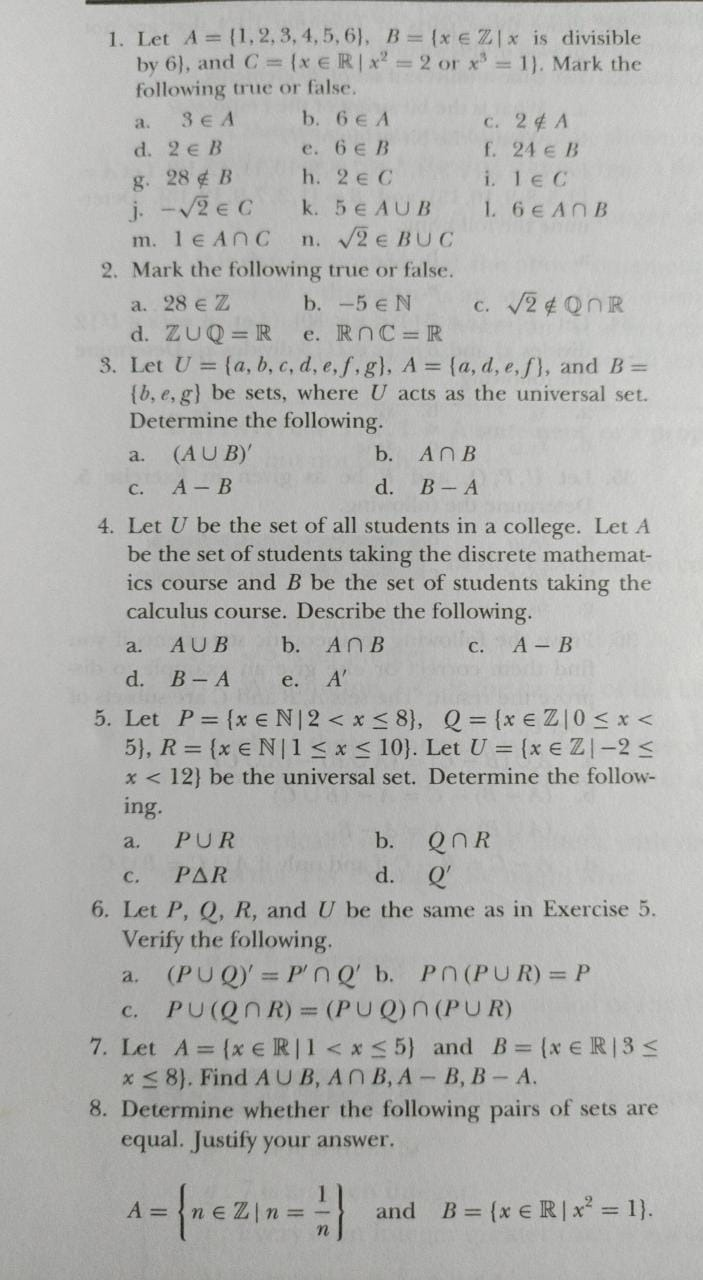 1. Let A = {1, 2, 3, 4, 5, 6}, B = {x ∈ ℤ | x is divisible
by 6}, and C = {x ∈ ℝ | x² = 2 or x³ = 1}. Mark the
following true or false.
a. 3 ∈ A b. 6 ∈ A c. 2 ∉ A
d. 2 ∈ B e. 6 ∈ B f. 24 ∈ B
g. 28 ∉ B h. 2 ∈ C i. 1 ∈ C
j. −√2 ∈ C k. 5 ∈ A ∪ B l. 6 ∈ A ∩ B
m. 1 ∈ A ∩ C n. √2 ∈ B ∪ C
2. Mark the following true or false.
a. 28 ∈ ℤ b. −5 ∈ ℕ c. √2 ∉ ℚ ∩ ℝ
d. ℤ ∪ ℚ = ℝ e. ℝ ∩ ℂ = ℝ
3. Let U = {a, b, c, d, e, f, g}, A = {a, d, e, f}, and B =
{b, e, g} be sets, where U acts as the universal set.
Determine the following.
a. (A ∪ B)′ b. A ∩ B
c. A − B d. B − A
4. Let U be the set of all students in a college. Let A
be the set of students taking the discrete mathemat-
ics course and B be the set of students taking the
calculus course. Describe the following.
a. A ∪ B b. A ∩ B c. A − B
d. B − A e. A′
5. Let P = {x ∈ ℕ | 2 < x ≤ 8}, Q = {x ∈ ℤ | 0 ≤ x <
5}, R = {x ∈ ℕ | 1 ≤ x ≤ 10}. Let U = {x ∈ ℤ | −2 ≤
x < 12} be the universal set. Determine the follow-
ing.
a. P ∪ R b. Q ∩ R
c. P△R d. Q′
6. Let P, Q, R, and U be the same as in Exercise 5.
Verify the following.
a. (P ∪ Q)′ = P′ ∩ Q′ b. P ∩ (P ∪ R) = P
c. P ∪ (Q ∩ R) = (P ∪ Q) ∩ (P ∪ R)
7. Let A = {x ∈ ℝ | 1 < x ≤ 5} and B = {x ∈ ℝ | 3 ≤
x ≤ 8}. Find A ∪ B, A ∩ B, A − B, B − A.
8. Determine whether the following pairs of sets are
equal. Justify your answer.
A = {n ∈ ℤ | n = 1/n} and B = {x ∈ ℝ | x² = 1}.